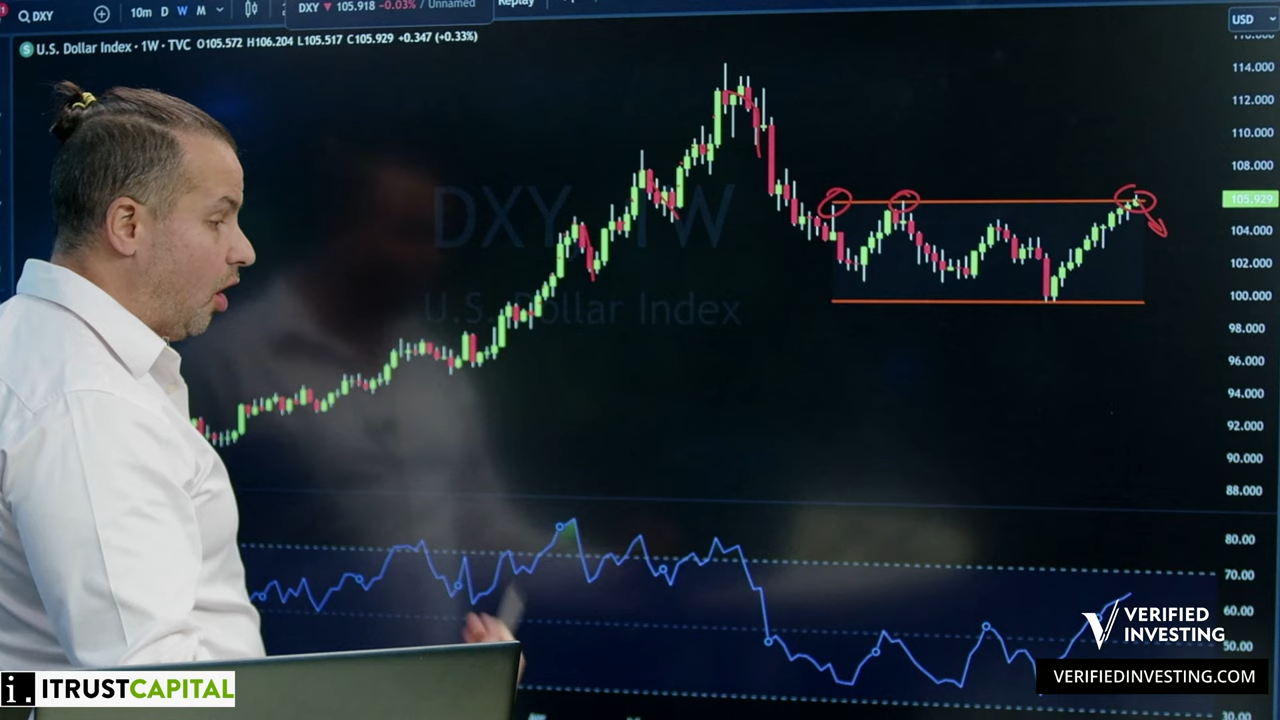 DXY
10m D W M
DXY ▼ 105.918 -0.03% / Unnamed
Replay
USD
$ U.S. Dollar Index · 1W · TVC O105.572 H106.204 L105.517 C105.929 +0.347 (+0.33%)
DXY 1W
U.S. Dollar Index
114.000
112.000
110.000
108.000
105.929
104.000
102.000
100.000
98.000
96.000
94.000
92.000
90.000
88.000
80.00
70.00
60.00
50.00
30.00
VERIFIED
INVESTING
VERIFIEDINVESTING.COM
i. ITRUSTCAPITAL